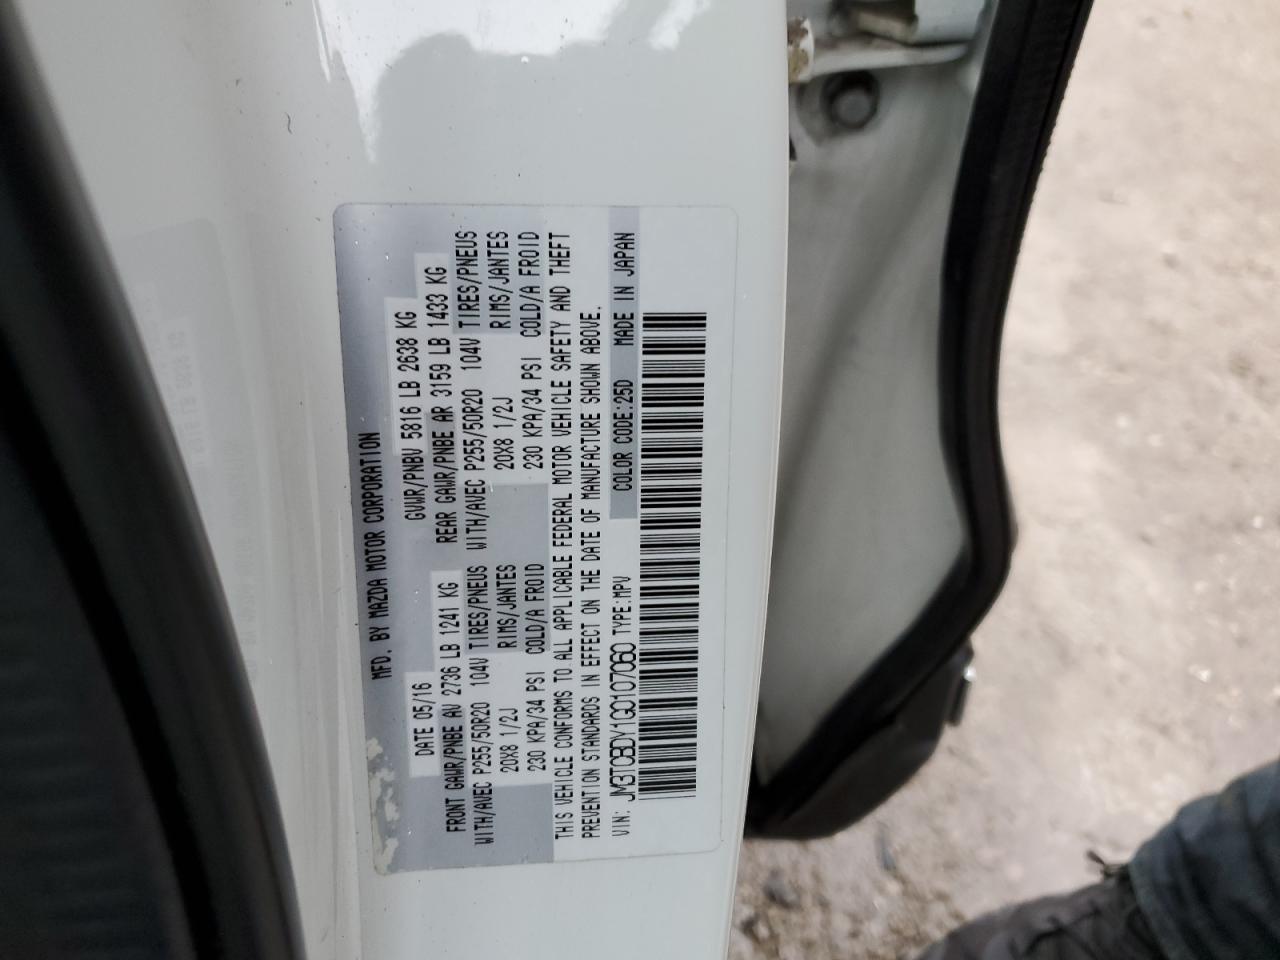 MFD. BY MAZDA MOTOR CORPORATION
DATE 05/16 GVWR/PNBV 5816 LB 2638 KG
FRONT GAWR/PNBE AV 2736 LB 1241 KG REAR GAWR/PNBE AR 3159 LB 1433 KG
WITH/AVEC P255/50R20 104V TIRES/PNEUS WITH/AVEC P255/50R20 104V TIRES/PNEUS
20X8 1/2J RIMS/JANTES 20X8 1/2J RIMS/JANTES
230 KPA/34 PSI COLD/A FROID 230 KPA/34 PSI COLD/A FROID
THIS VEHICLE CONFORMS TO ALL APPLICABLE FEDERAL MOTOR VEHICLE SAFETY AND THEFT
PREVENTION STANDARDS IN EFFECT ON THE DATE OF MANUFACTURE SHOWN ABOVE.
VIN: JM3TCBDY1G0107060 TYPE:MPV COLOR CODE:25D MADE IN JAPAN